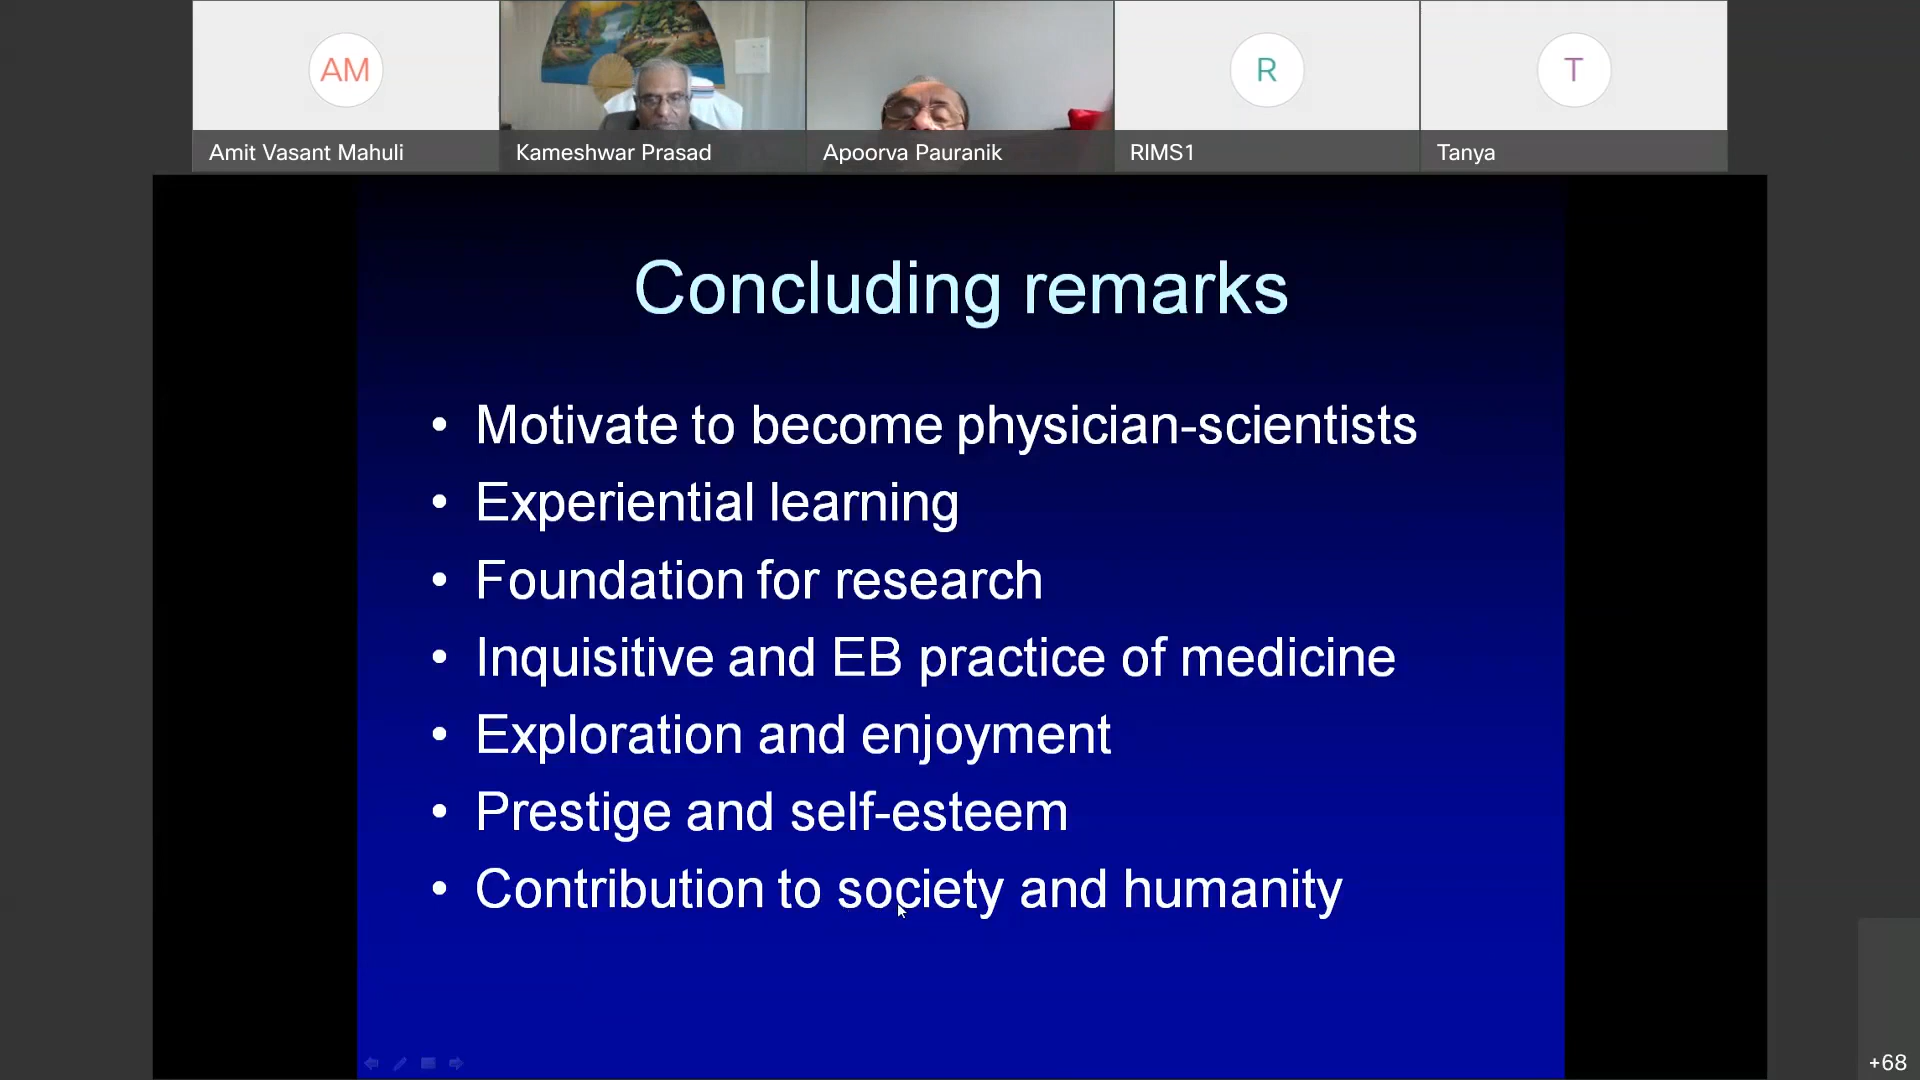 AM
R
T
Amit Vasant Mahuli
Kameshwar Prasad
Apoorva Pauranik
RIMS1
Tanya
Concluding remarks
• Motivate to become physician-scientists
• Experiential learning
• Foundation for research
• Inquisitive and EB practice of medicine
• Exploration and enjoyment
• Prestige and self-esteem
• Contribution to society and humanity
+68